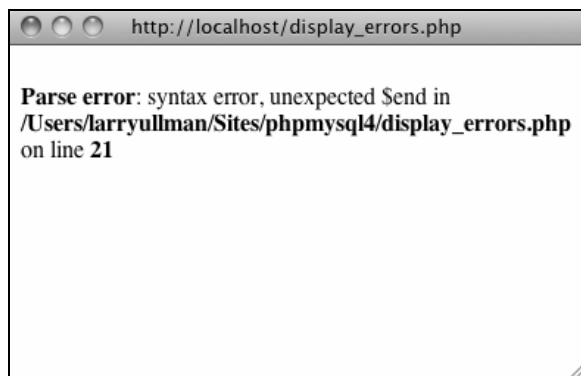 http://localhost/display_errors.php
Parse error: syntax error, unexpected $end in
/Users/larryullman/Sites/phpmysql4/display_errors.php
on line 21